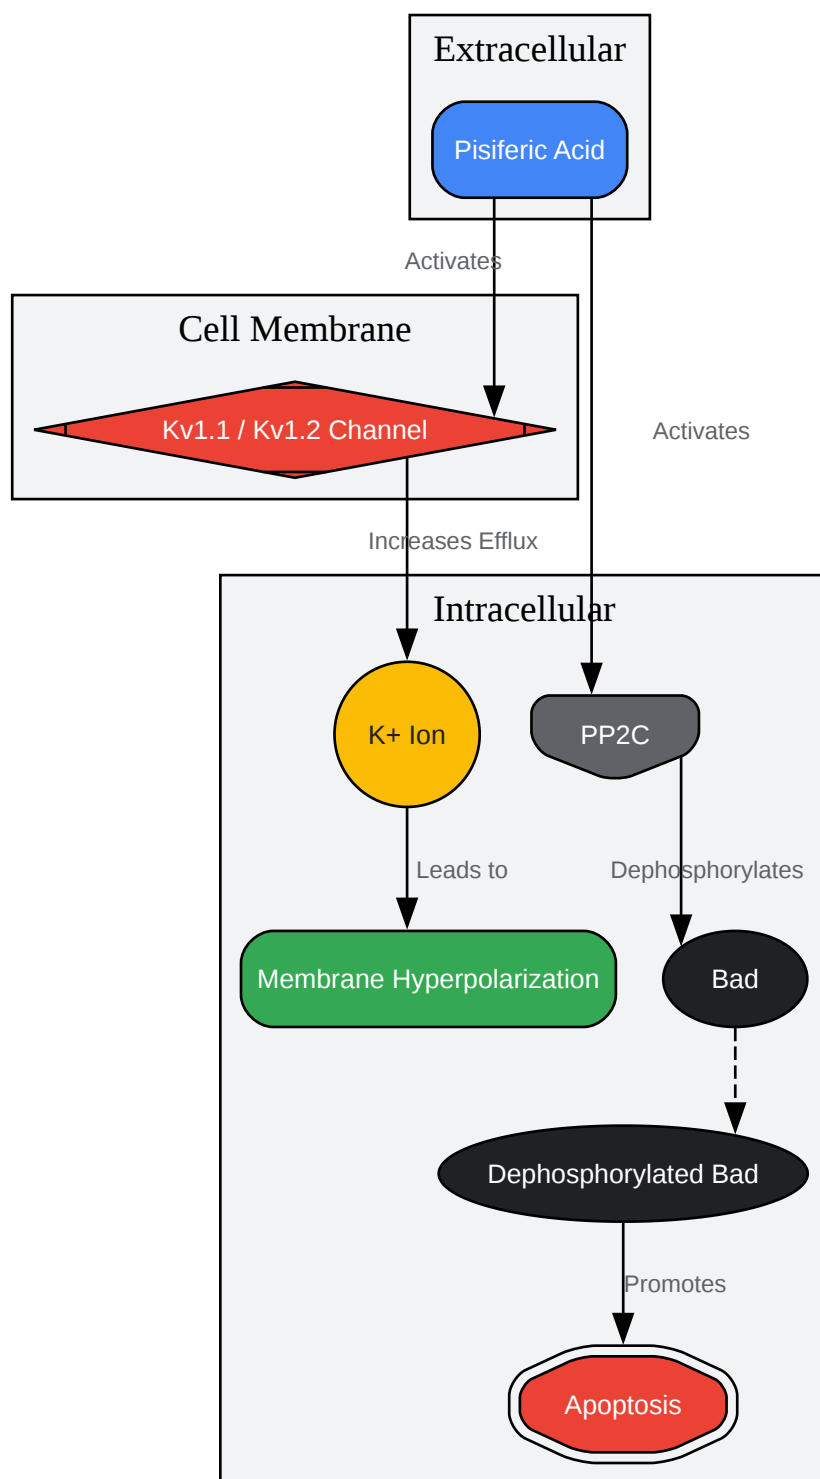 Extracellular
Pisiferic Acid
Activates
Cell Membrane
Kv1.1 / Kv1.2 Channel
Activates
Increases Efflux
Intracellular
K+ Ion
PP2C
Leads to
Dephosphorylates
Membrane Hyperpolarization
Bad
Dephosphorylated Bad
Promotes
Apoptosis